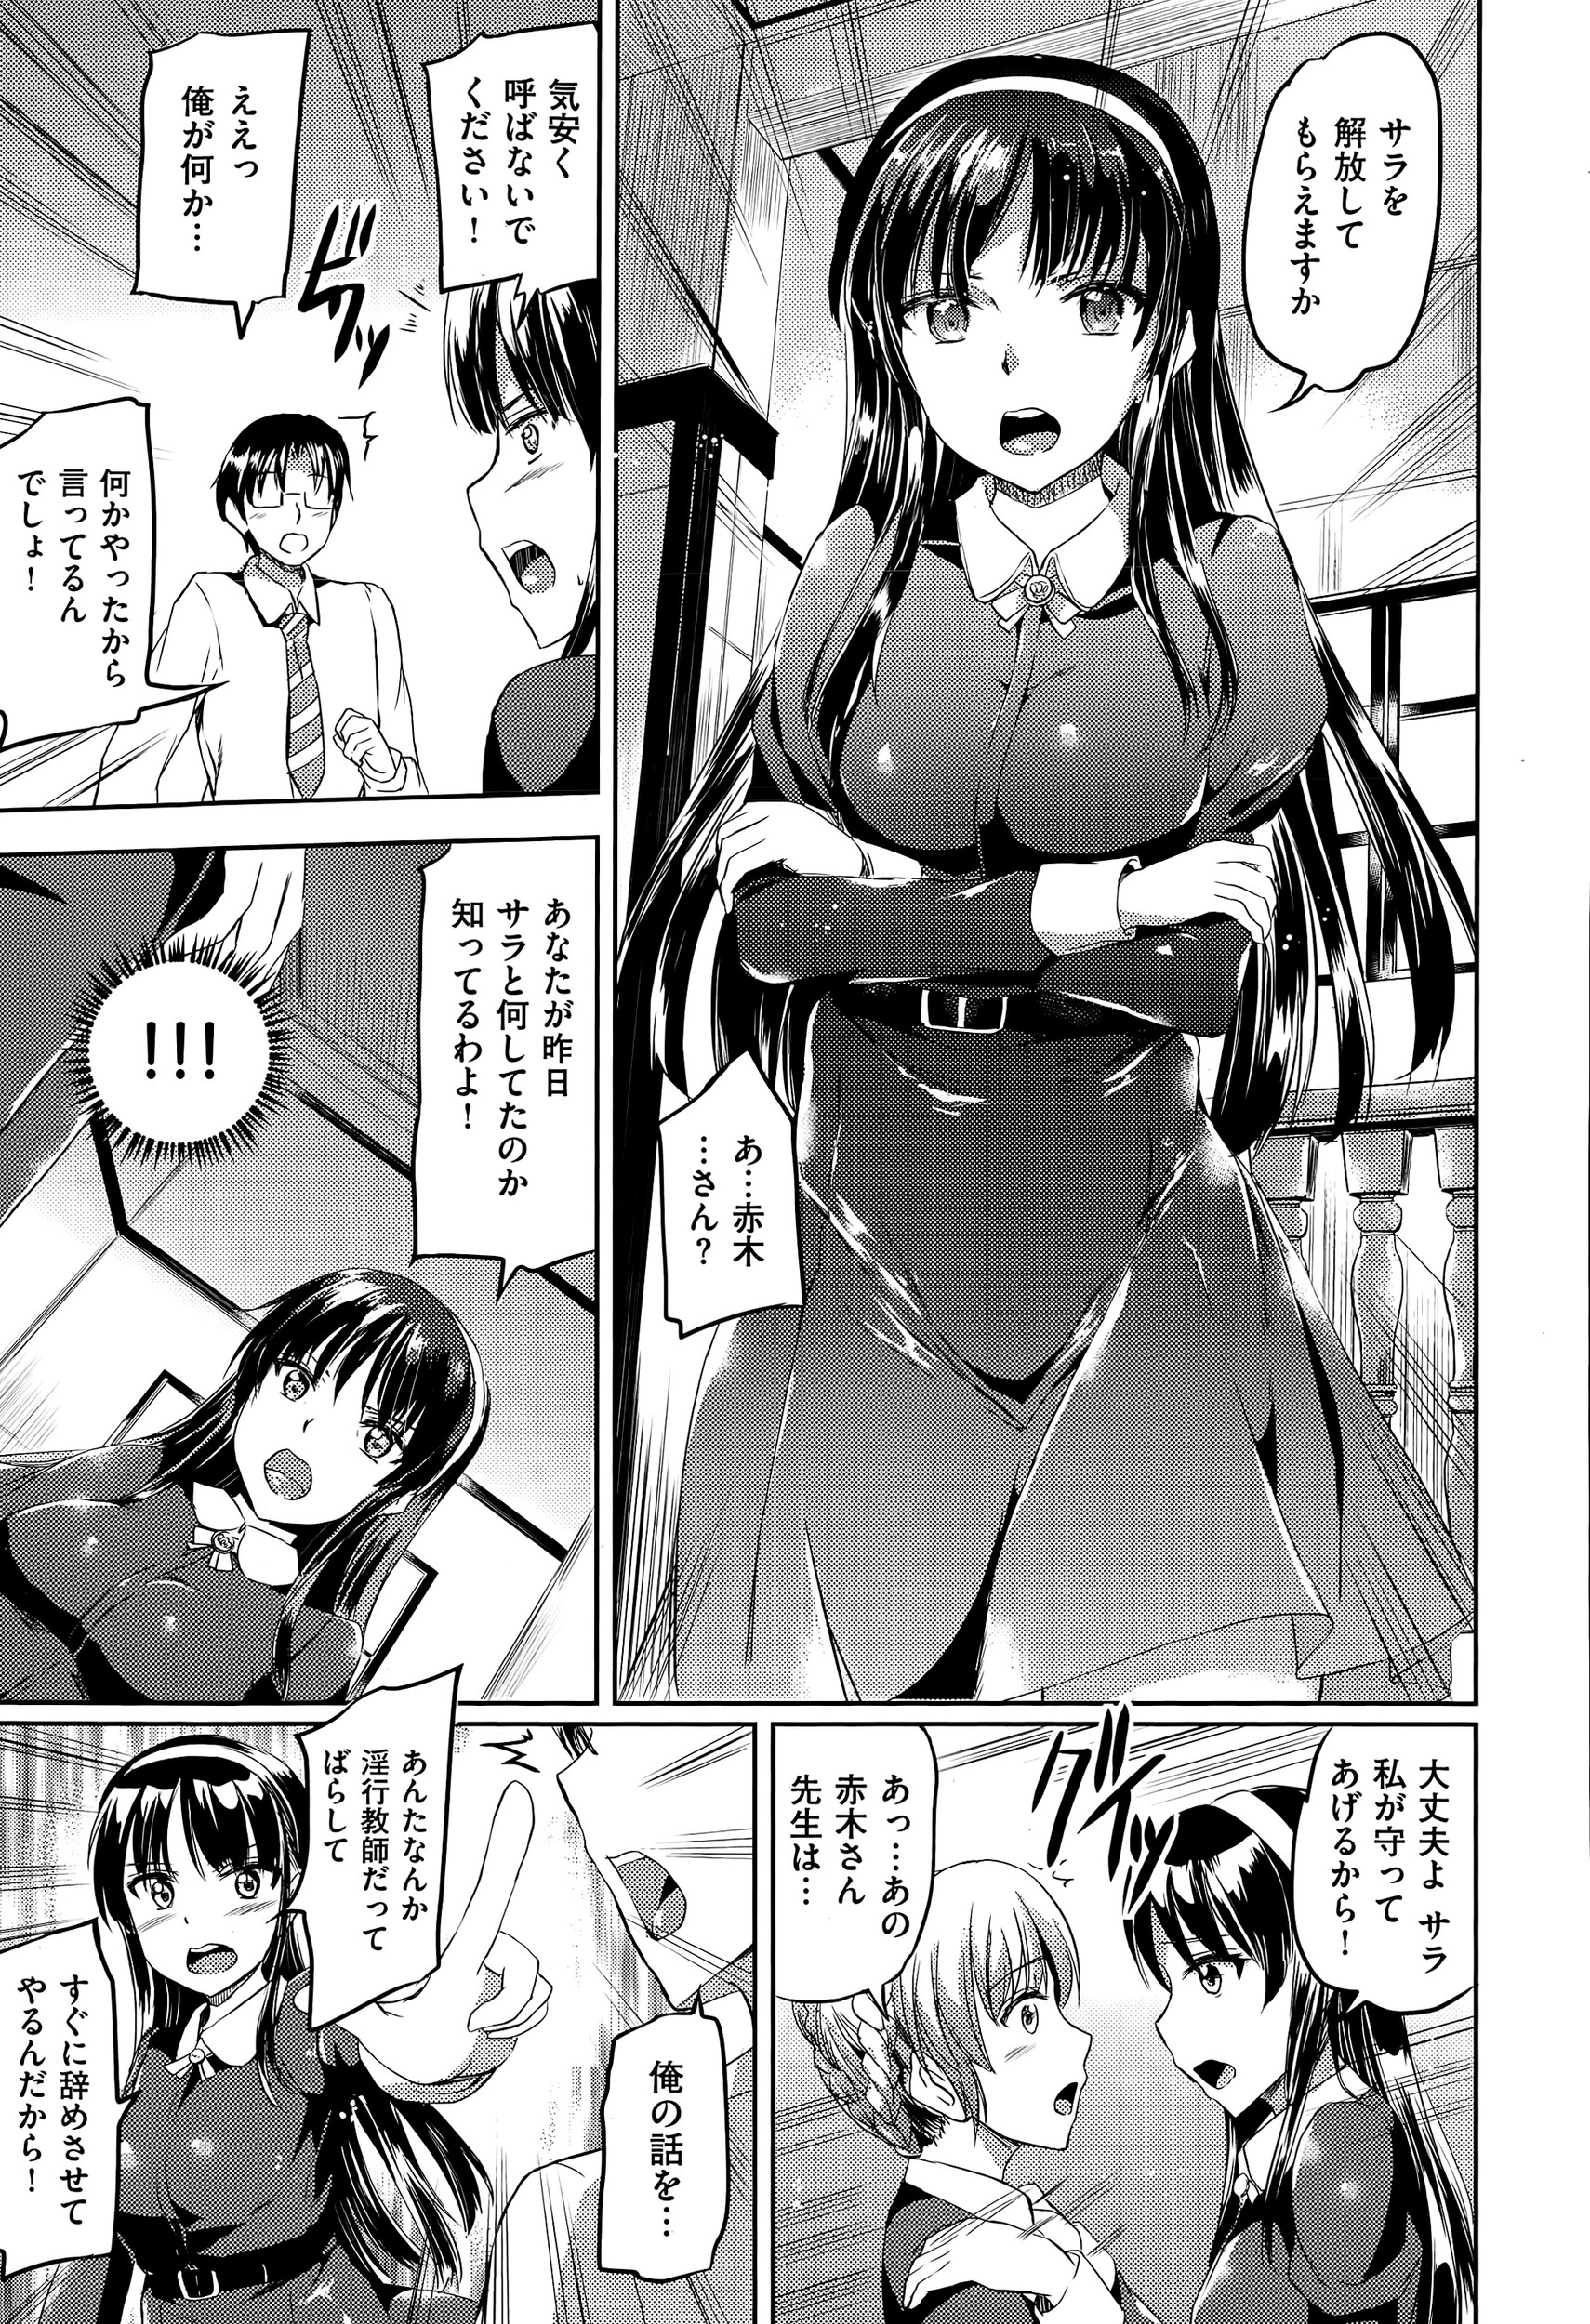 サラを
解放して
もらえますか
あ…赤木
…さん？
気安く
呼ばないで
ください！
ビクッ
ええっ
俺が何か…
何かやったから
言ってるん
でしょ！
あなたが昨日
サラと何してたのか
知ってるわよ！
!!!
大丈夫よ サラ
私が守って
あげるから！
グイッ
あっ…あの
赤木さん
先生は…
俺の話を…
あんたなんか
淫行教師だって
ばらして
すぐに辞めさせて
やるんだから！